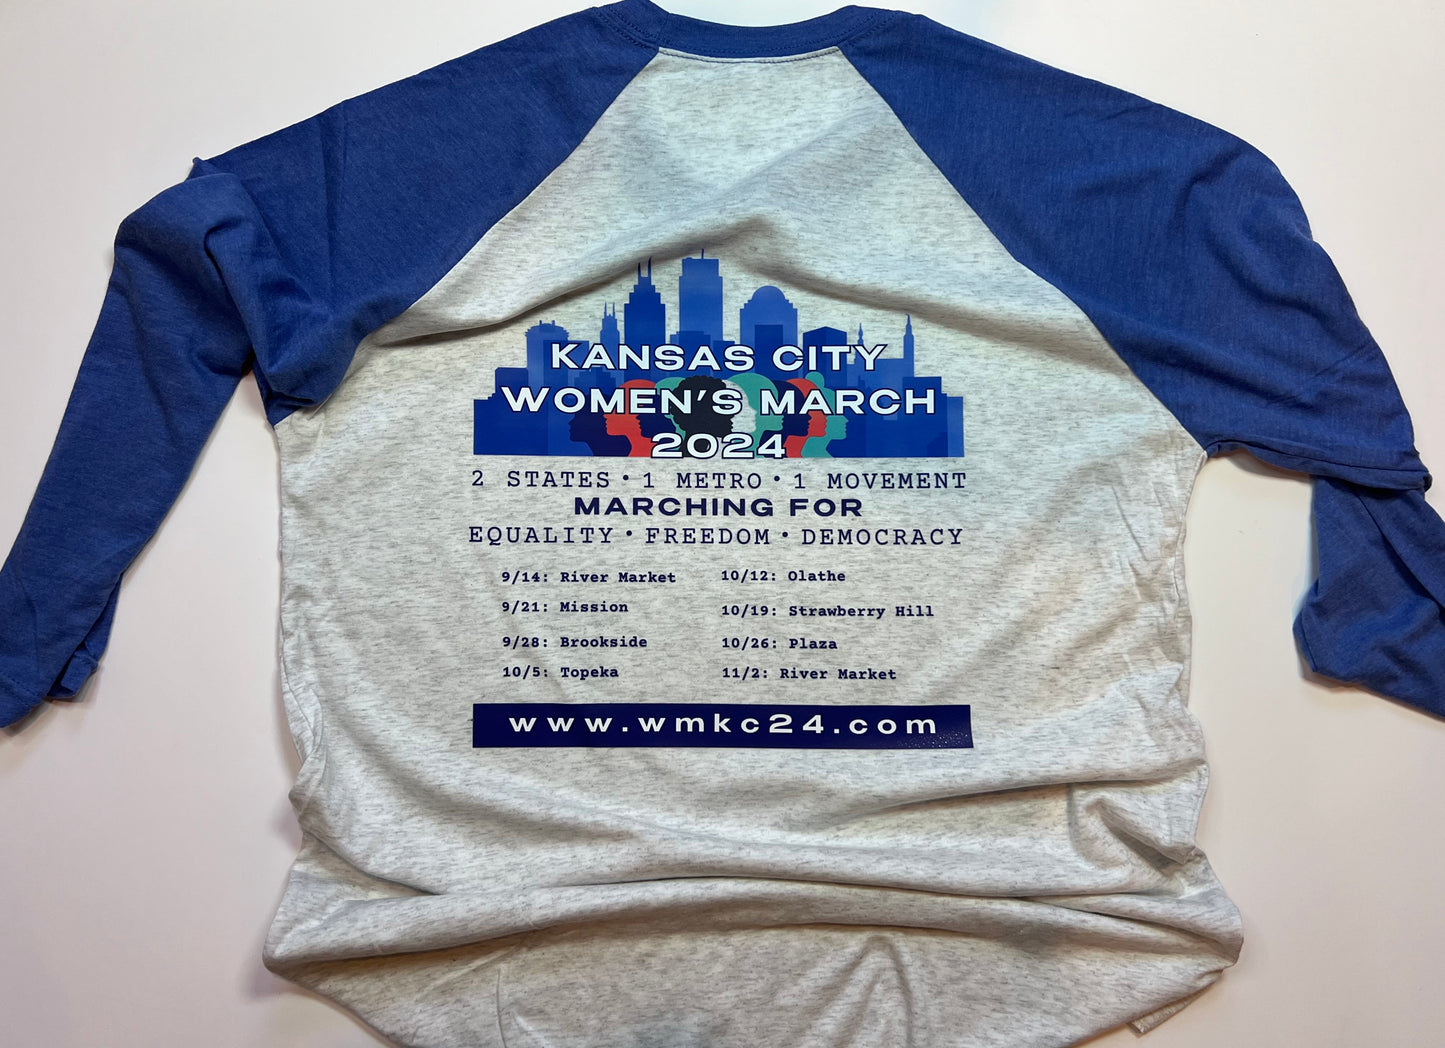 KANSAS CITY
WOMEN'S MARCH
2024
2 STATES • 1 METRO • 1 MOVEMENT
MARCHING FOR
EQUALITY • FREEDOM • DEMOCRACY
9/14: River Market
9/21: Mission
9/28: Brookside
10/5: Topeka
10/12: Olathe
10/19: Strawberry Hill
10/26: Plaza
11/2: River Market
www.wmkc24.com